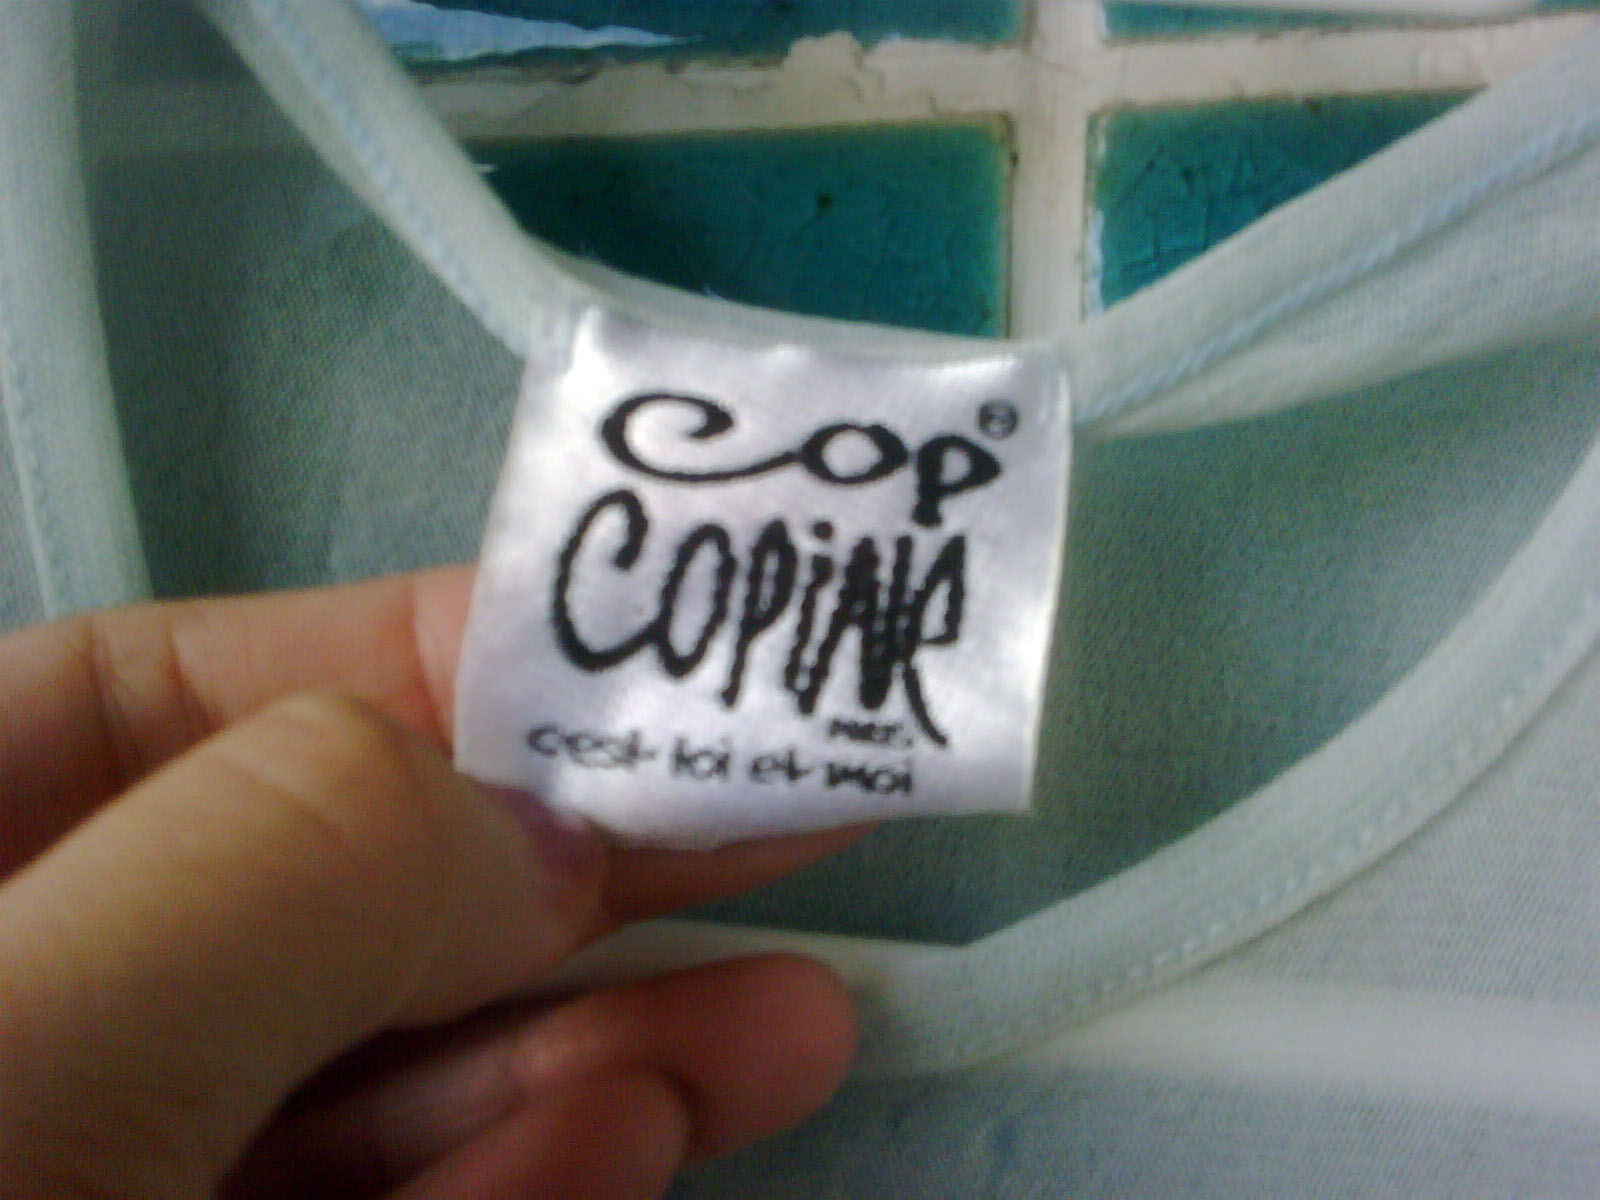 Cop®
COPiNE
PARIS
c'est toi et moi